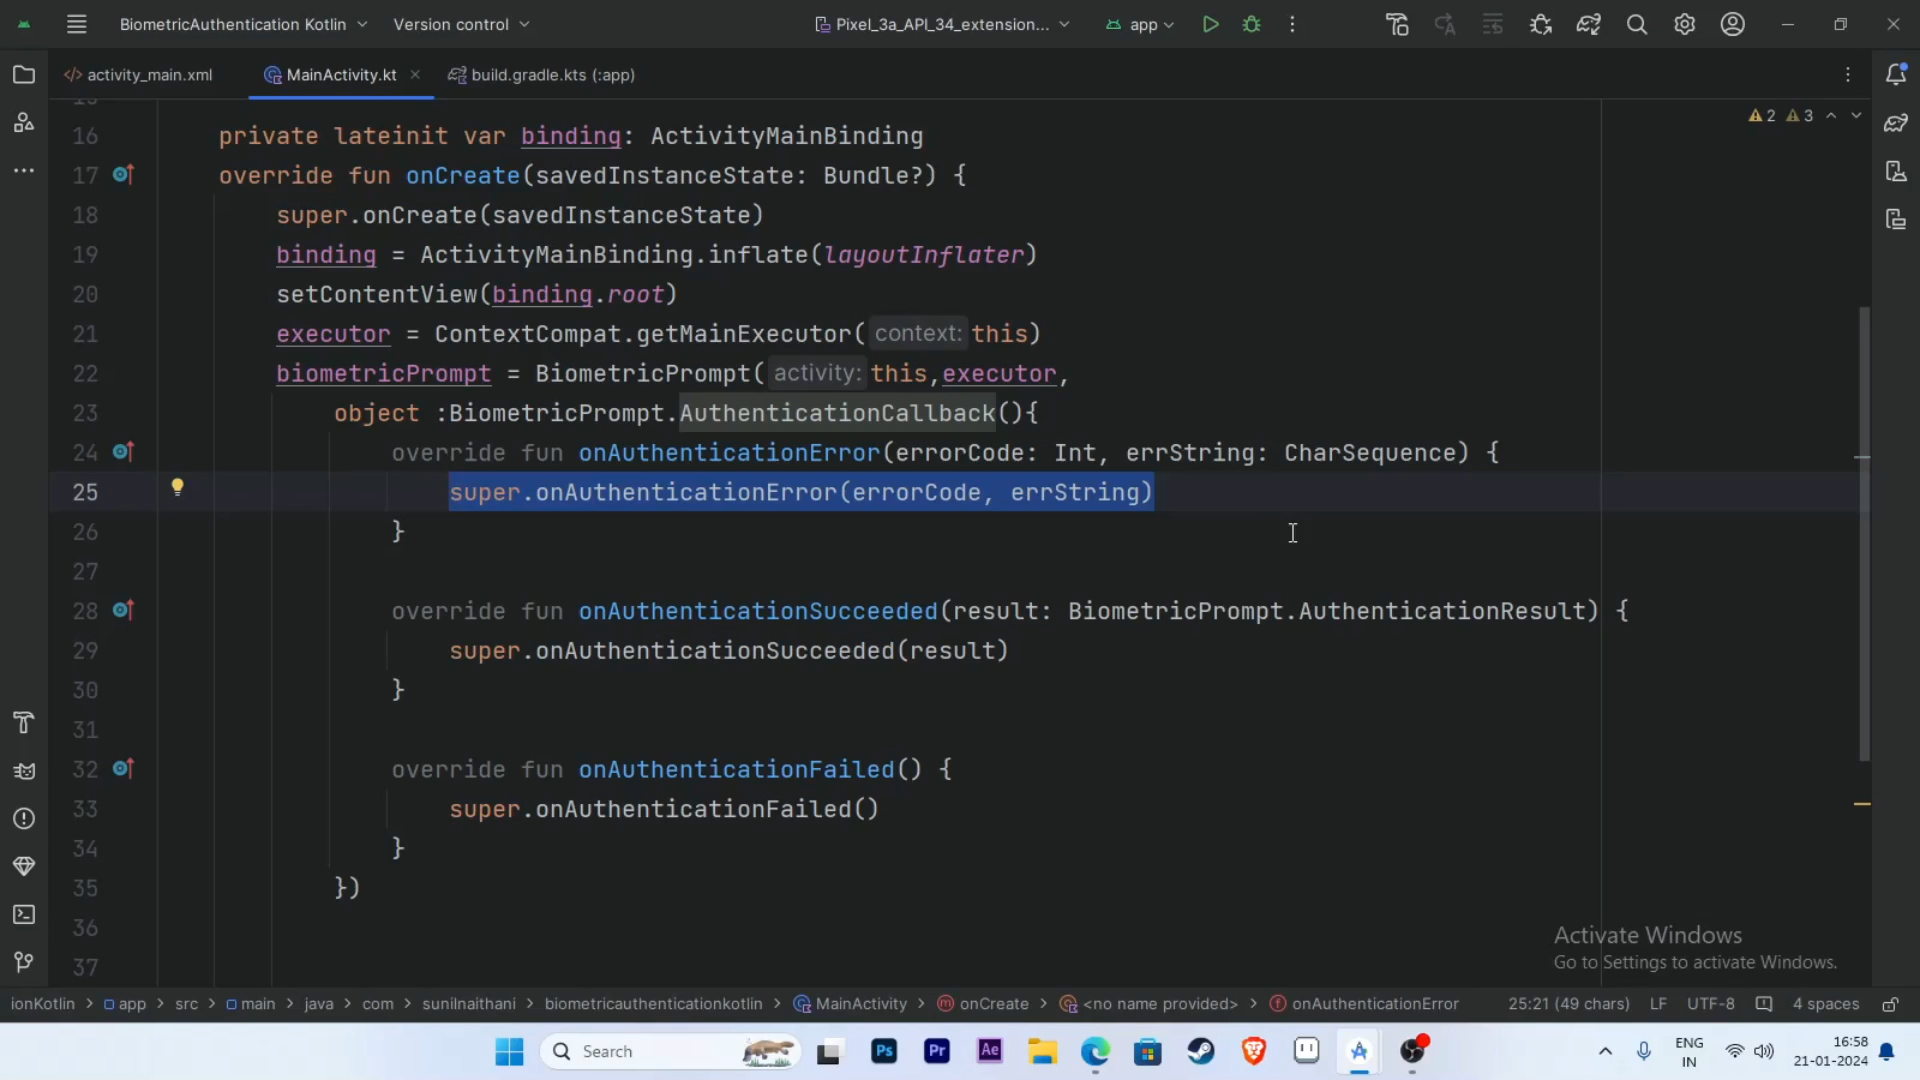 BiometricAuthentication Kotlin Version control Pixel_3a_API_34_extension... app
activity_main.xml MainActivity.kt build.gradle.kts (:app)
2 3
15
16 private lateinit var binding: ActivityMainBinding
17 override fun onCreate(savedInstanceState: Bundle?) {
18 super.onCreate(savedInstanceState)
19 binding = ActivityMainBinding.inflate(layoutInflater)
20 setContentView(binding.root)
21 executor = ContextCompat.getMainExecutor( context: this)
22 biometricPrompt = BiometricPrompt( activity: this,executor,
23 object :BiometricPrompt.AuthenticationCallback(){
24 override fun onAuthenticationError(errorCode: Int, errString: CharSequence) {
25 super.onAuthenticationError(errorCode, errString)
26 }
27
28 override fun onAuthenticationSucceeded(result: BiometricPrompt.AuthenticationResult) {
29 super.onAuthenticationSucceeded(result)
30 }
31
32 override fun onAuthenticationFailed() {
33 super.onAuthenticationFailed()
34 }
35 })
36
37
Activate Windows
Go to Settings to activate Windows.
ionKotlin > app > src > main > java > com > sunilnaithani > biometricauthenticationkotlin > MainActivity > onCreate > <no name provided> > onAuthenticationError 25:21 (49 chars) LF UTF-8 4 spaces
Search Ps Pr Ae ENG 16:58
IN 21-01-2024